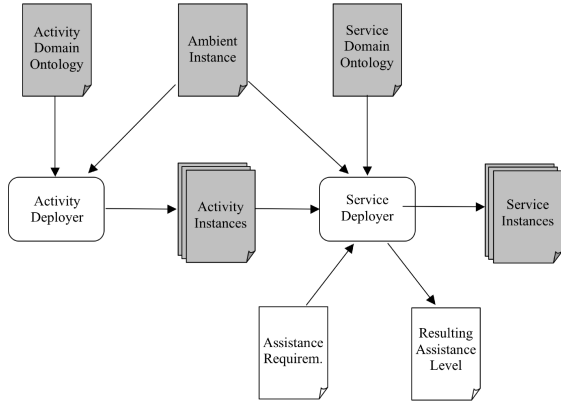 Activity
Domain
Ontology
Ambient
Instance
Service
Domain
Ontology
Activity
Deployer
Activity
Instances
Service
Deployer
Service
Instances
Assistance
Requirem.
Resulting
Assistance
Level